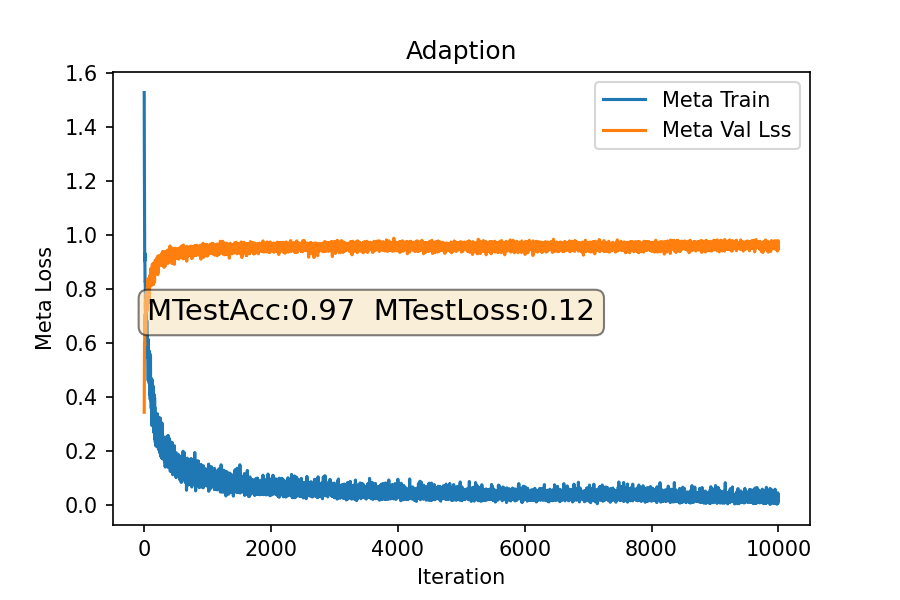 Adaption
Meta Train
Meta Val Lss
MTestAcc:0.97 MTestLoss:0.12
Meta Loss
1.6
1.4
1.2
1.0
0.8
0.6
0.4
0.2
0.0
0 2000 4000 6000 8000 10000
Iteration